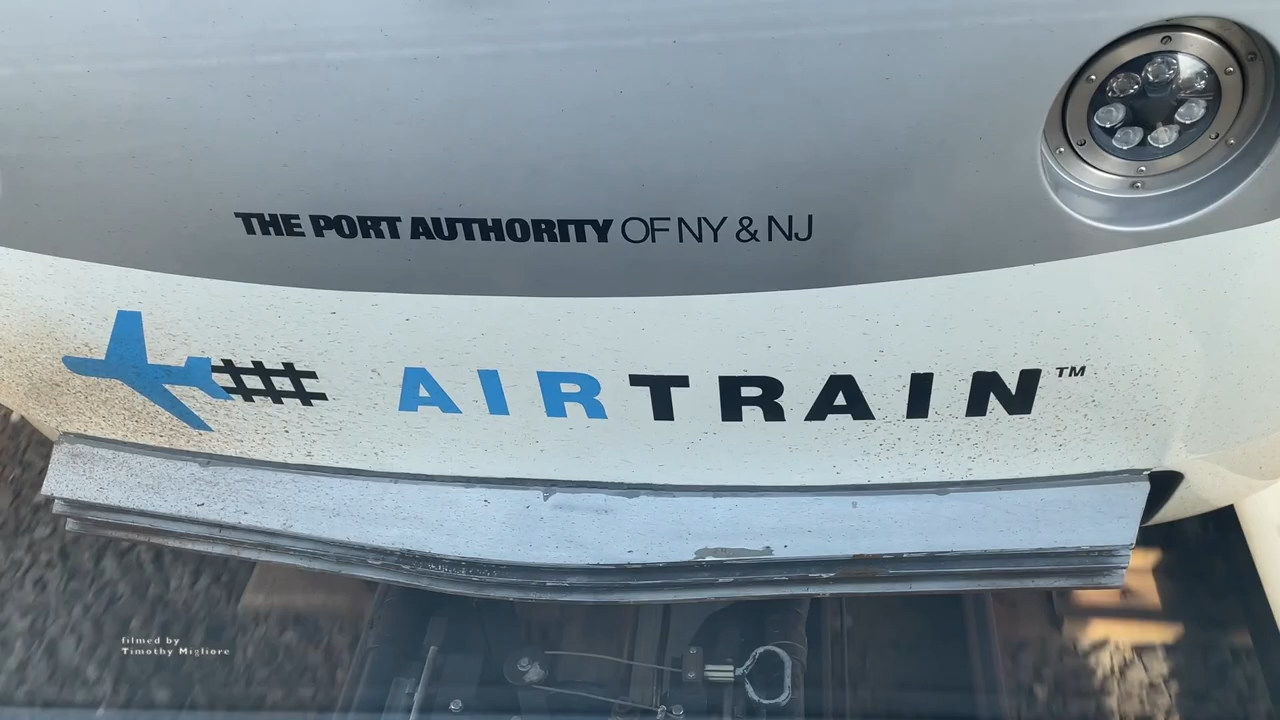 THE PORT AUTHORITY OF NY & NJ
AIRTRAIN™
filmed by
Timothy Migliore